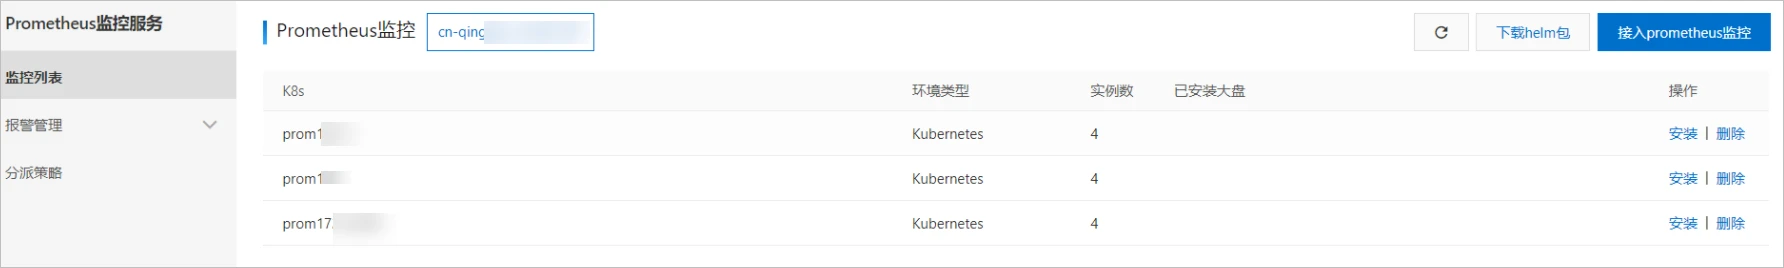 Prometheus监控服务
监控列表
报警管理
分派策略
Prometheus监控 cn-qing 下载helm包 接入prometheus监控
K8s 环境类型 实例数 已安装大盘 操作
prom1 Kubernetes 4 安装 | 删除
prom1 Kubernetes 4 安装 | 删除
prom17. Kubernetes 4 安装 | 删除